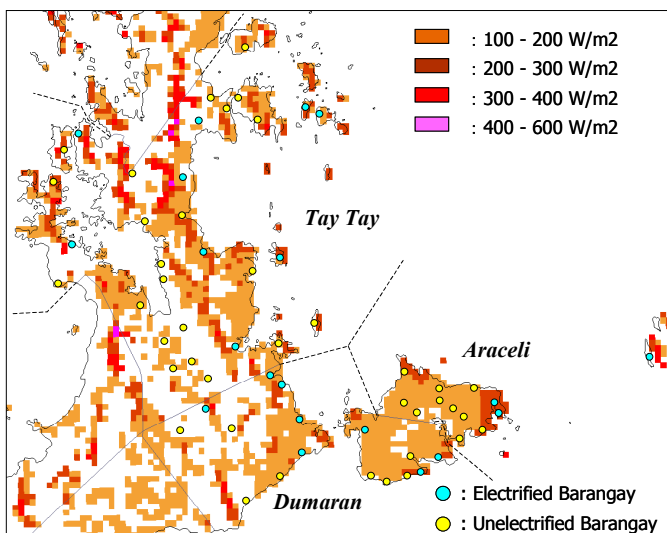 : 100 - 200 W/m2
: 200 - 300 W/m2
: 300 - 400 W/m2
: 400 - 600 W/m2
Tay Tay
Araceli
Dumaran
: Electrified Barangay
: Unelectrified Barangay